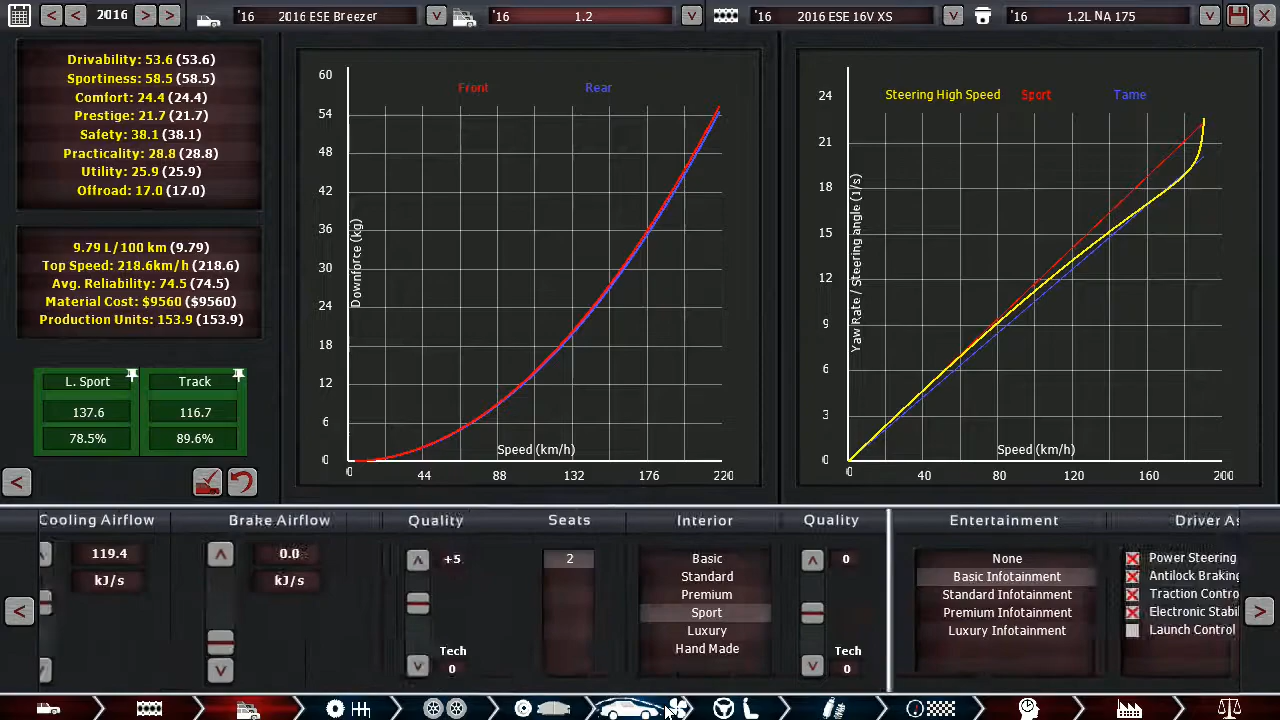 2016
'16 2016 ESE Breezer
'16 1.2
'16 2016 ESE 16V XS
'16 1.2L NA 175
Drivability: 53.6 (53.6)
Sportiness: 58.5 (58.5)
Comfort: 24.4 (24.4)
Prestige: 21.7 (21.7)
Safety: 38.1 (38.1)
Practicality: 28.8 (28.8)
Utility: 25.9 (25.9)
Offroad: 17.0 (17.0)
9.79 L/100 km (9.79)
Top Speed: 218.6km/h (218.6)
Avg. Reliability: 74.5 (74.5)
Material Cost: $9560 ($9560)
Production Units: 153.9 (153.9)
L. Sport Track
137.6 116.7
78.5% 89.6%
Front Rear
60
54
48
42
36
30
24
18
12
6
0
Downforce (kg)
Speed (km/h)
0 44 88 132 176 220
Steering High Speed Sport Tame
24
21
18
15
12
9
6
3
0
Yaw Rate / Steering angle (1/s)
Speed (km/h)
0 40 80 120 160 200
Cooling Airflow
119.4
kJ/s
Brake Airflow
0.0
kJ/s
Quality
+5
Tech
0
Seats
2
Interior
Basic
Standard
Premium
Sport
Luxury
Hand Made
Quality
0
Tech
0
Entertainment
None
Basic Infotainment
Standard Infotainment
Premium Infotainment
Luxury Infotainment
Driver As
Power Steering
Antilock Braking
Traction Contro
Electronic Stabi
Launch Control